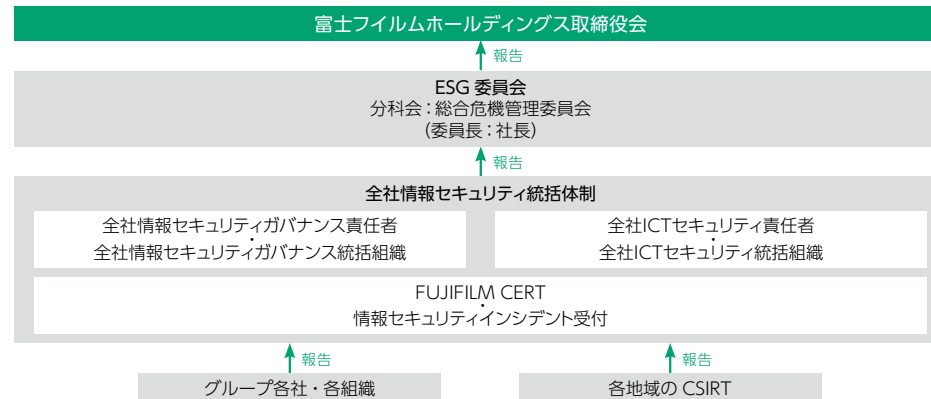 富士フイルムホールディングス取締役会
報告
ESG 委員会
分科会：総合危機管理委員会
（委員長：社長）
報告
全社情報セキュリティ統括体制
全社情報セキュリティガバナンス責任者
・
全社情報セキュリティガバナンス統括組織
全社ICTセキュリティ責任者
・
全社ICTセキュリティ統括組織
FUJIFILM CERT
・
情報セキュリティインシデント受付
報告
報告
グループ各社・各組織
各地域の CSIRT